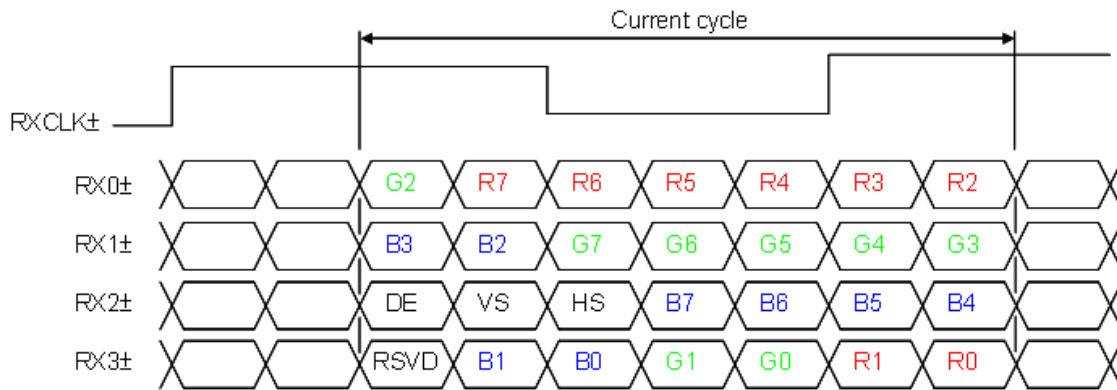 Current cycle
RXCLK±
RX0± G2 R7 R6 R5 R4 R3 R2
RX1± B3 B2 G7 G6 G5 G4 G3
RX2± DE VS HS B7 B6 B5 B4
RX3± RSVD B1 B0 G1 G0 R1 R0